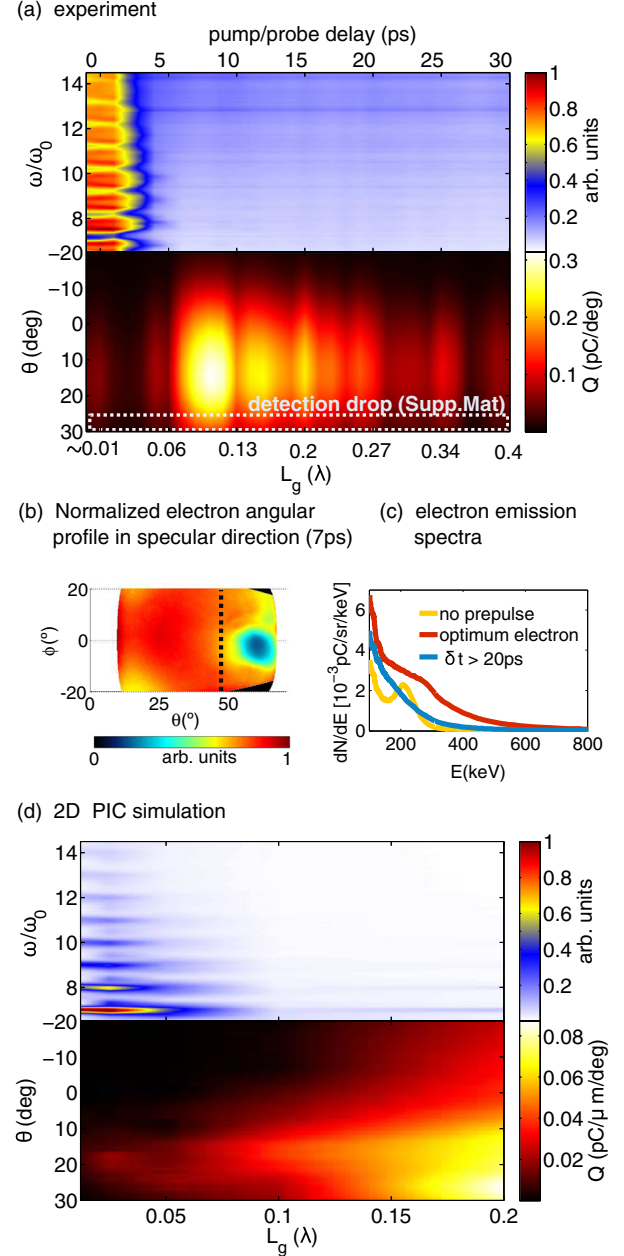 (a) experiment
pump/probe delay (ps)
0 5 10 15 20 25 30
14
12
10
8
ω/ω0
1
0.8
0.6
0.4
0.2
arb. units
−20
−10
0
10
20
30
θ (deg)
0.3
0.2
0.1
Q (pC/deg)
detection drop (Supp.Mat)
~0.01 0.06 0.13 0.2 0.27 0.34 0.4
Lg (λ)
(b) Normalized electron angular
profile in specular direction (7ps)
20
0
-20
ϕ(°)
0 50
θ(°)
0 arb. units 1
(c) electron emission
spectra
6
4
2
0
dN/dE [10⁻³pC/sr/keV]
no prepulse
optimum electron
δ t > 20ps
200 400 600 800
E(keV)
(d) 2D PIC simulation
14
12
10
8
ω/ω0
1
0.8
0.6
0.4
0.2
arb. units
−20
−10
0
10
20
30
θ (deg)
0.08
0.06
0.04
0.02
Q (pC/μ m/deg)
0.05 0.1 0.15 0.2
Lg (λ)